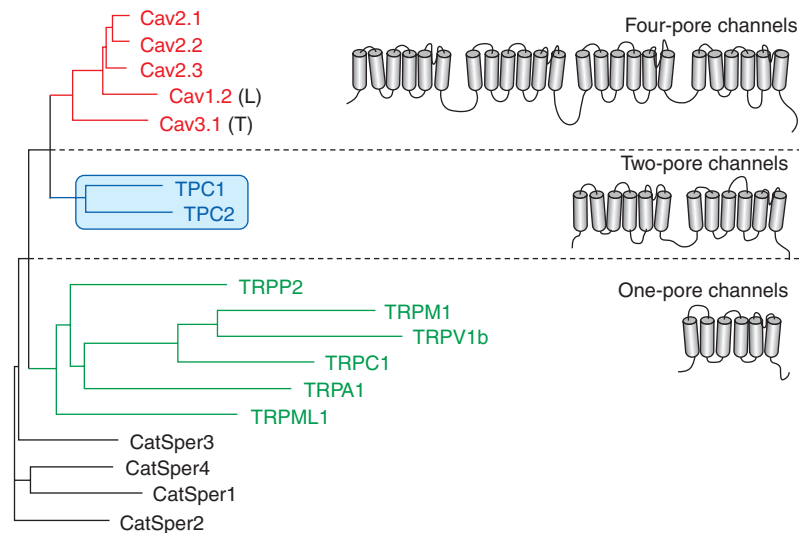 Cav2.1
Four-pore channels
Cav2.2
Cav2.3
Cav1.2 (L)
Cav3.1 (T)
Two-pore channels
TPC1
TPC2
TRPP2
One-pore channels
TRPM1
TRPV1b
TRPC1
TRPA1
TRPML1
CatSper3
CatSper4
CatSper1
CatSper2